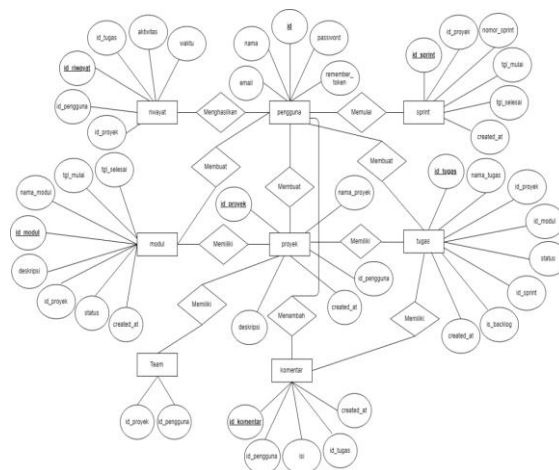 aktivitas
id_tugas
waktu
id_riwayat
id_pengguna
id_proyek
riwayat
Menghasilkan
id
nama
password
email
remember_
token
pengguna
Memulai
id_proyek
nomor_sprint
id_sprint
tgl_mulai
tgl_selesai
created_at
sprint
Membuat
Membuat
Membuat
tgl_selesai
tgl_mulai
nama_modul
id_modul
deskripsi
id_proyek
status
created_at
modul
Memiliki
id_proyek
nama_proyek
proyek
id_pengguna
created_at
deskripsi
Memiliki
id_tugas
nama_tugas
id_proyek
id_modul
status
id_sprint
is_backlog
created_at
tugas
Memiliki
Menambah
Memiliki
Team
id_proyek
id_pengguna
komentar
id_komentar
id_pengguna
isi
id_tugas
created_at